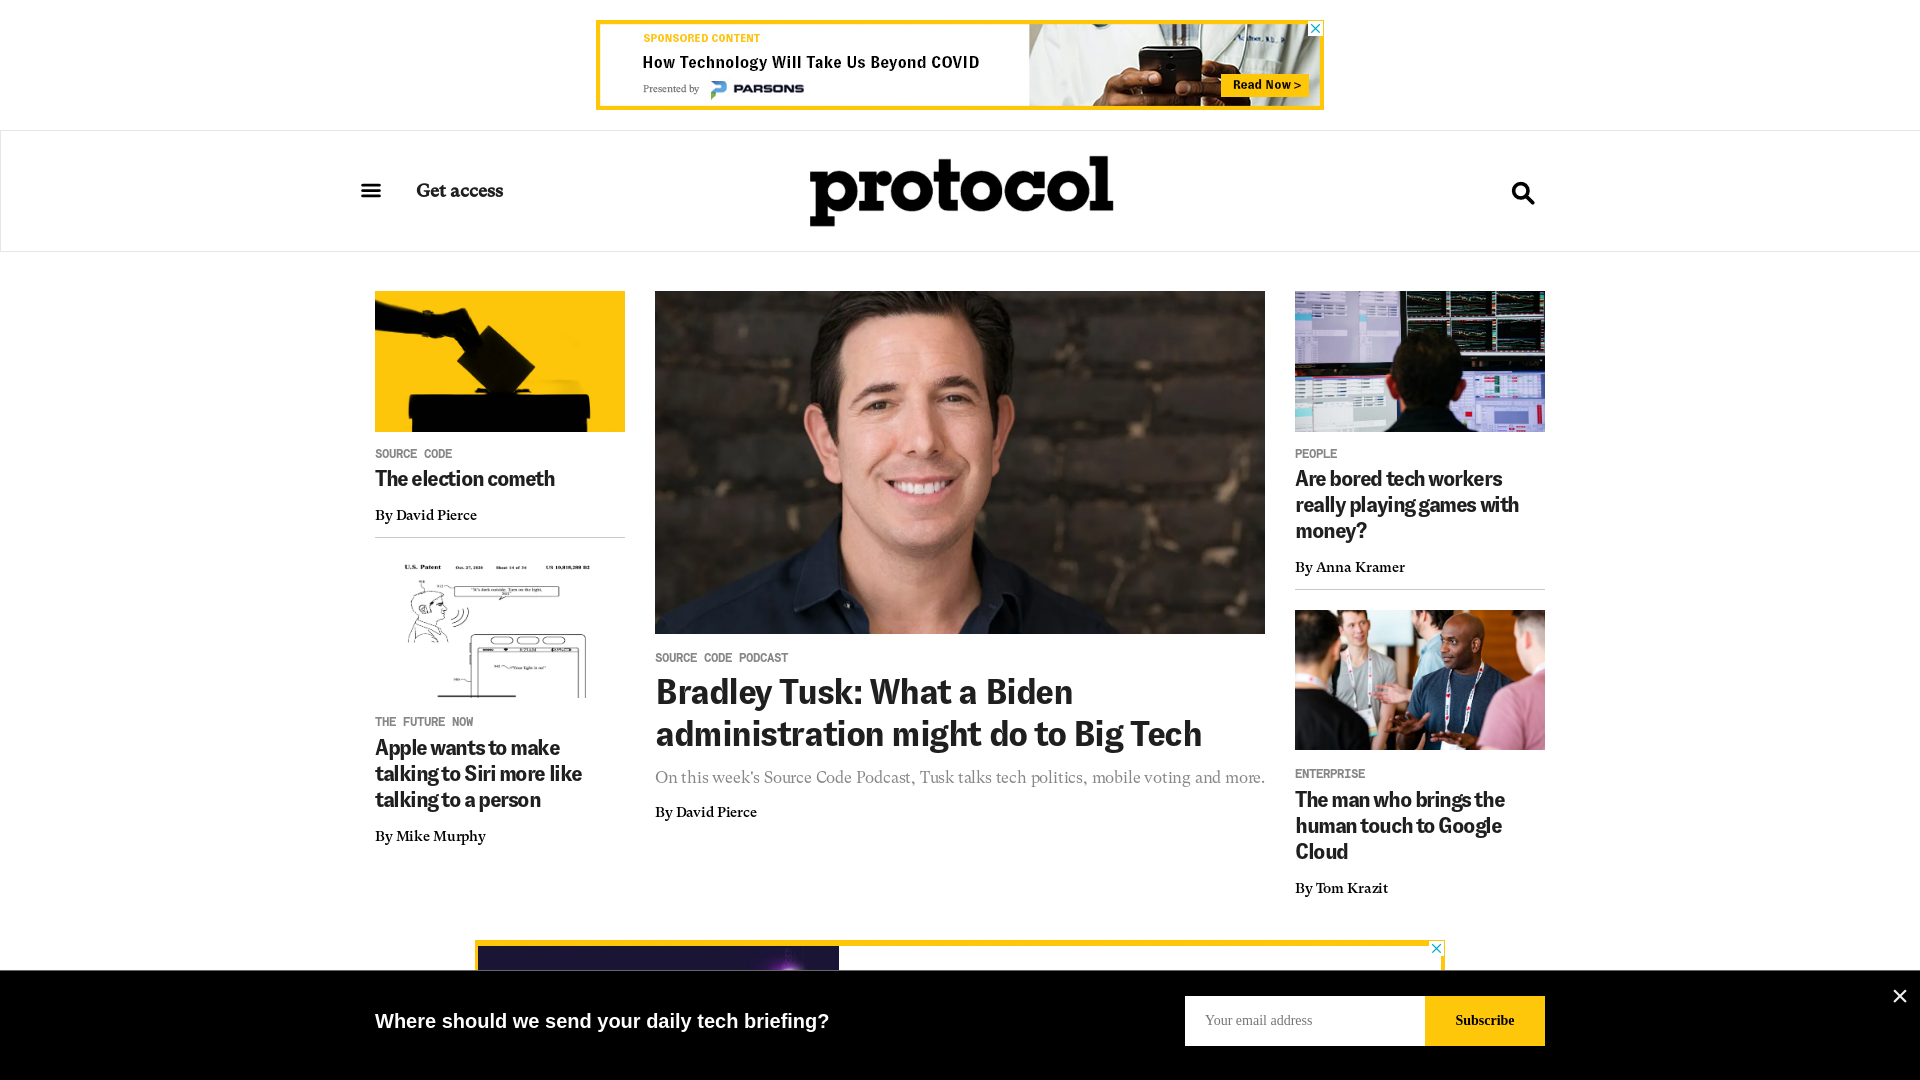 SPONSORED CONTENT
How Technology Will Take Us Beyond COVID
Presented by PARSONS
Read Now >
Get access
protocol
SOURCE CODE
The election cometh
By David Pierce
U.S. Patent Oct. 27, 2020
THE FUTURE NOW
Apple wants to make
talking to Siri more like
talking to a person
By Mike Murphy
SOURCE CODE PODCAST
Bradley Tusk: What a Biden
administration might do to Big Tech
On this week's Source Code Podcast, Tusk talks tech politics, mobile voting and more.
By David Pierce
PEOPLE
Are bored tech workers
really playing games with
money?
By Anna Kramer
ENTERPRISE
The man who brings the
human touch to Google
Cloud
By Tom Krazit
Where should we send your daily tech briefing?
Your email address
Subscribe